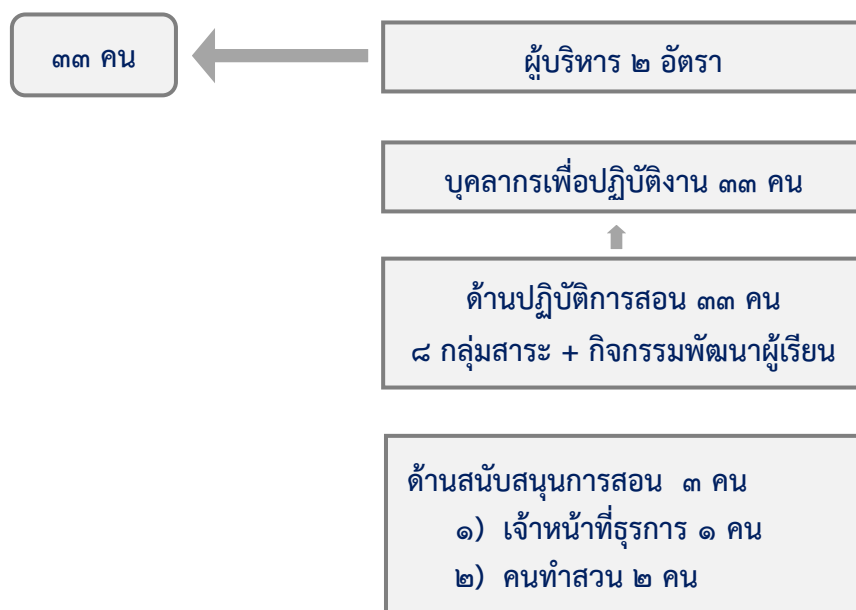 ๓๓ คน
ผู้บริหาร ๒ อัตรา
บุคลากรเพื่อปฏิบัติงาน ๓๓ คน
ด้านปฏิบัติการสอน ๓๓ คน
๘ กลุ่มสาระ + กิจกรรมพัฒนาผู้เรียน
ด้านสนับสนุนการสอน ๓ คน
๑) เจ้าหน้าที่ธุรการ ๑ คน
๒) คนทำสวน ๒ คน